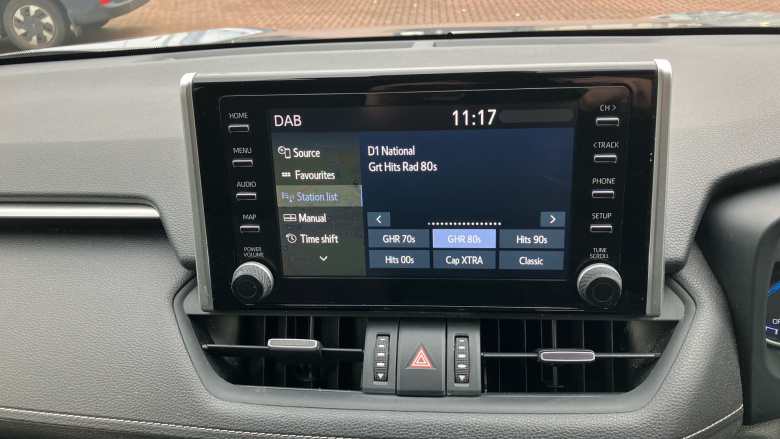 HOME
MENU
AUDIO
MAP
POWER
VOLUME
DAB
11:17
Source
Favourites
Station list
Manual
Time shift
D1 National
Grt Hits Rad 80s
<
>
GHR 70s
GHR 80s
Hits 90s
Hits 00s
Cap XTRA
Classic
CH >
< TRACK
PHONE
SETUP
TUNE
SCROLL